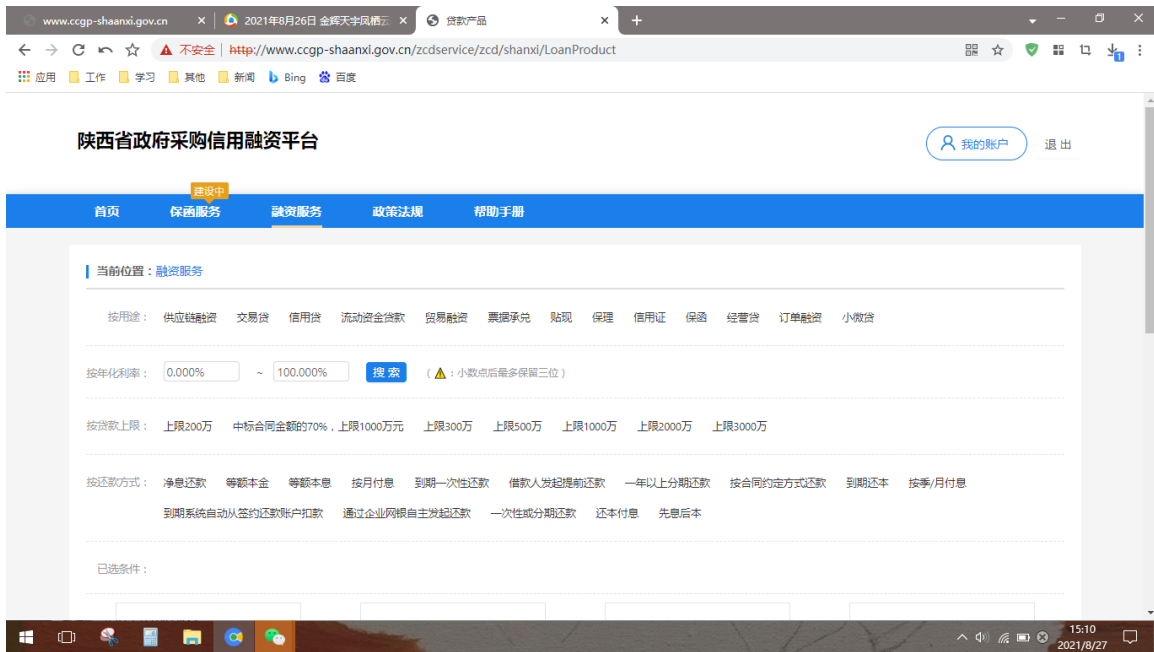 www.ccgp-shaanxi.gov.cn
2021年8月26日 金辉天宇凤栖云
贷款产品
不安全 http://www.ccgp-shaanxi.gov.cn/zcdservice/zcd/shanxi/LoanProduct
应用 工作 学习 其他 新闻 Bing 百度
陕西省政府采购信用融资平台
我的账户 退出
建设中
首页 保函服务 融资服务 政策法规 帮助手册
当前位置：融资服务
按用途： 供应链融资 交易贷 信用贷 流动资金贷款 贸易融资 票据承兑 贴现 保理 信用证 保函 经营贷 订单融资 小微贷
按年化利率： 0.000% ~ 100.000% 搜索 （ ：小数点后最多保留三位）
按贷款上限： 上限200万 中标合同金额的70%，上限1000万元 上限300万 上限500万 上限1000万 上限2000万 上限3000万
按还款方式： 净息还款 等额本金 等额本息 按月付息 到期一次性还款 借款人发起提前还款 一年以上分期还款 按合同约定方式还款 到期还本 按季/月付息
到期系统自动从签约还款账户扣款 通过企业网银自主发起还款 一次性或分期还款 还本付息 先息后本
已选条件：
1
15:10
2021/8/27